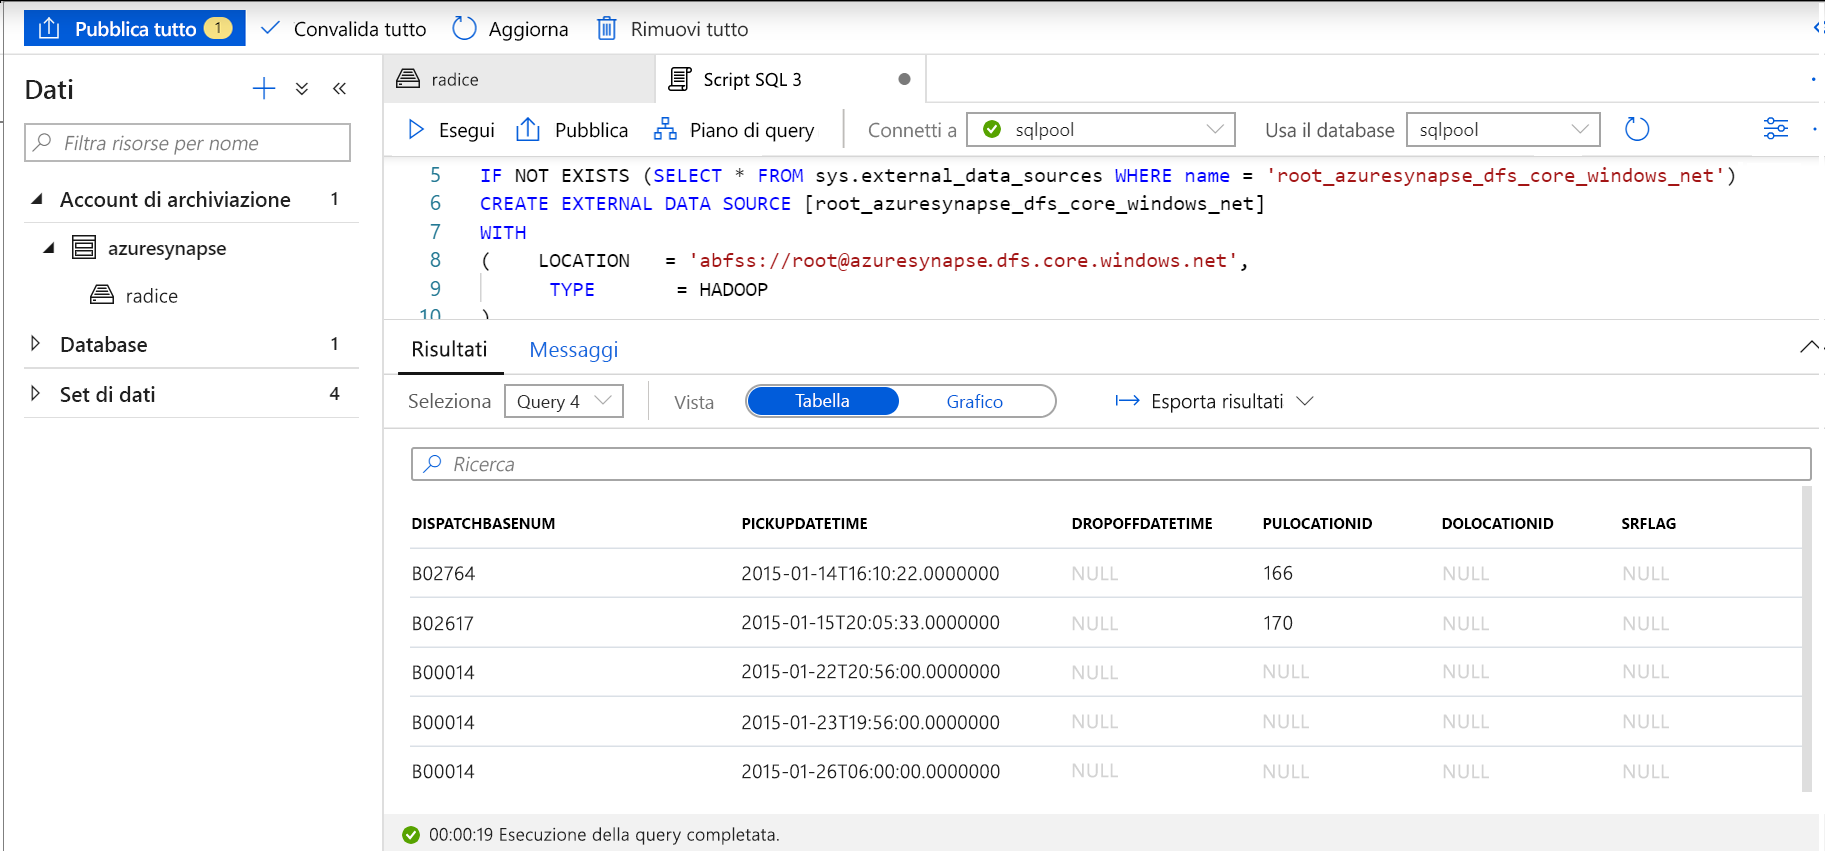 Pubblica tutto 1 Convalida tutto Aggiorna Rimuovi tutto
Dati
Filtra risorse per nome
Account di archiviazione 1
azuresynapse
radice
Database 1
Set di dati 4
radice Script SQL 3
Esegui Pubblica Piano di query Connetti a sqlpool Usa il database sqlpool
5 IF NOT EXISTS (SELECT * FROM sys.external_data_sources WHERE name = 'root_azuresynapse_dfs_core_windows_net')
6 CREATE EXTERNAL DATA SOURCE [root_azuresynapse_dfs_core_windows_net]
7 WITH
8 ( LOCATION = 'abfss://root@azuresynapse.dfs.core.windows.net',
9 TYPE = HADOOP
10 )
Risultati Messaggi
Seleziona Query 4 Vista Tabella Grafico Esporta risultati
Ricerca
DISPATCHBASENUM PICKUPDATETIME DROPOFFDATETIME PULOCATIONID DOLOCATIONID SRFLAG
B02764 2015-01-14T16:10:22.0000000 NULL 166 NULL NULL
B02617 2015-01-15T20:05:33.0000000 NULL 170 NULL NULL
B00014 2015-01-22T20:56:00.0000000 NULL NULL NULL NULL
B00014 2015-01-23T19:56:00.0000000 NULL NULL NULL NULL
B00014 2015-01-26T06:00:00.0000000 NULL NULL NULL NULL
00:00:19 Esecuzione della query completata.